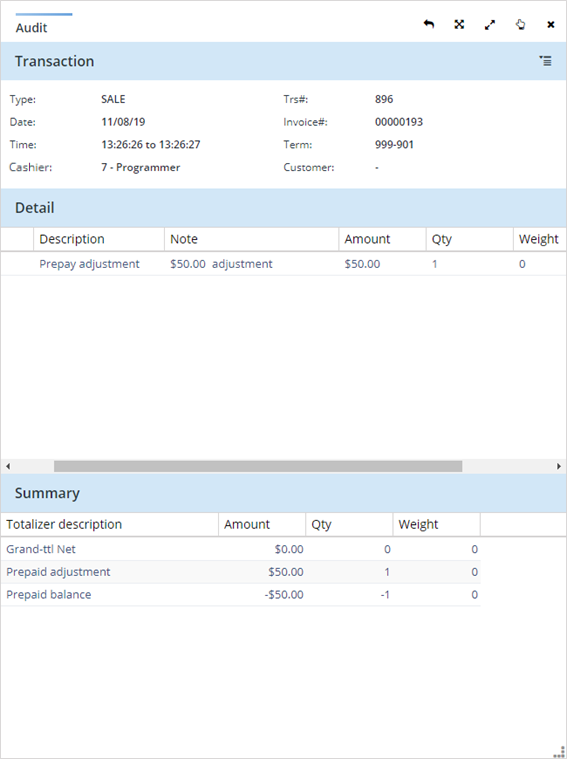 Audit
Transaction
Type: SALE Trs#: 896
Date: 11/08/19 Invoice#: 00000193
Time: 13:26:26 to 13:26:27 Term: 999-901
Cashier: 7 - Programmer Customer: -
Detail
Description Note Amount Qty Weight
Prepay adjustment $50.00 adjustment $50.00 1 0
Summary
Totalizer description Amount Qty Weight
Grand-ttl Net $0.00 0 0
Prepaid adjustment $50.00 1 0
Prepaid balance -$50.00 -1 0